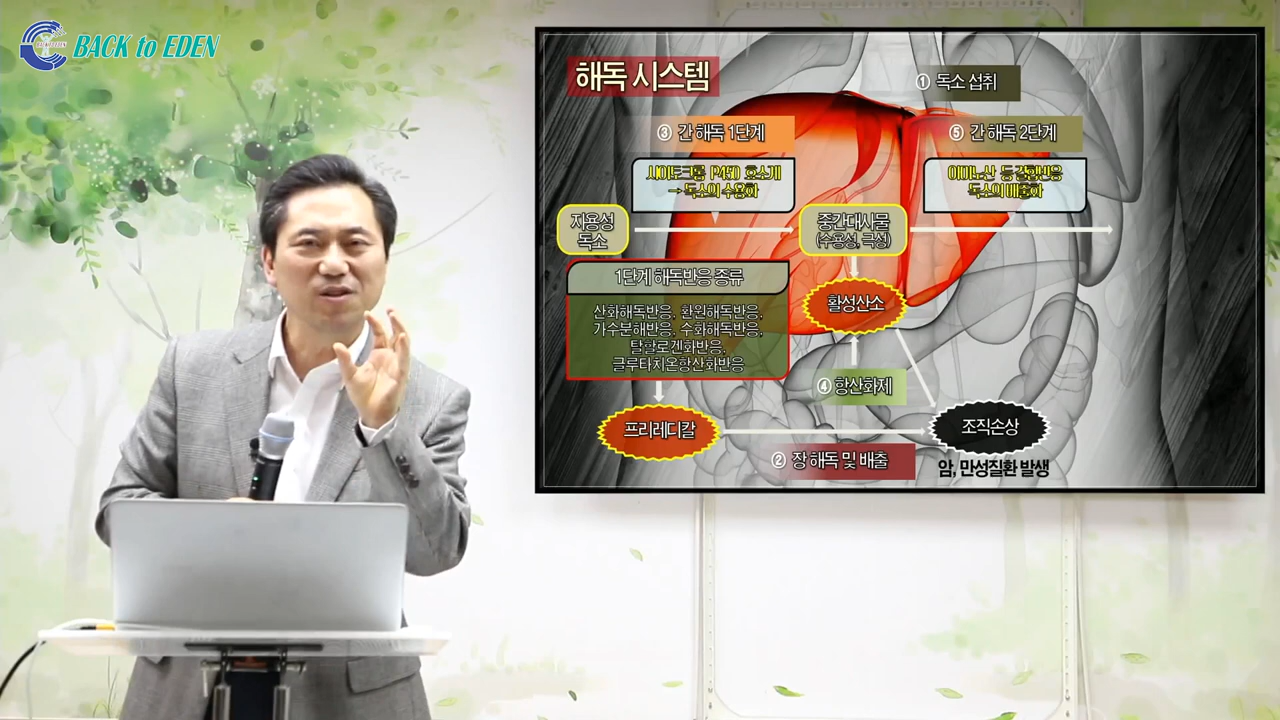 BACK to EDEN
해독 시스템
① 독소 섭취
③ 간 해독 1단계
⑤ 간 해독 2단계
사이토크롬 P450 효소계
→ 독소의 수용화
아미노산 등 결합반응
독소의 배출화
지용성
독소
중간대사물
(수용성, 극성)
1단계 해독반응 종류
산화해독반응, 환원해독반응,
가수분해반응, 수화해독반응,
탈할로겐화반응,
글루타치온항산화반응
활성산소
④ 항산화제
프리레디칼
조직손상
② 장 해독 및 배출
암, 만성질환 발생